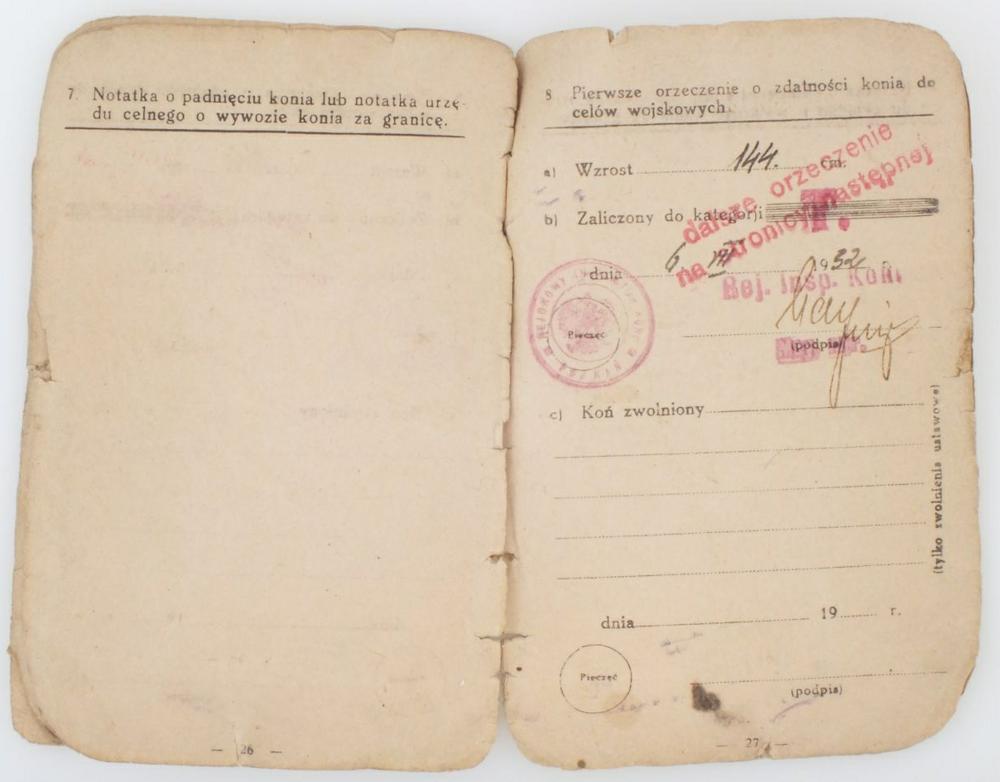 7. Notatka o padnięciu konia lub notatka urzę-
du celnego o wywozie konia za granicę.
— 26 —
8 Pierwsze orzeczenie o zdatności konia do
celów wojskowych
a) Wzrost 144. cm.
dalsze orzeczenie
na stronicy następnej
b) Zaliczony do kategorji
dnia 6 VII 1932 r.
Rej. Insp. Koni
Pieczęć
(podpis)
c) Koń zwolniony
(tylko zwolnienia ustawowe)
dnia 19 r.
Pieczęć
(podpis)
— 27 —